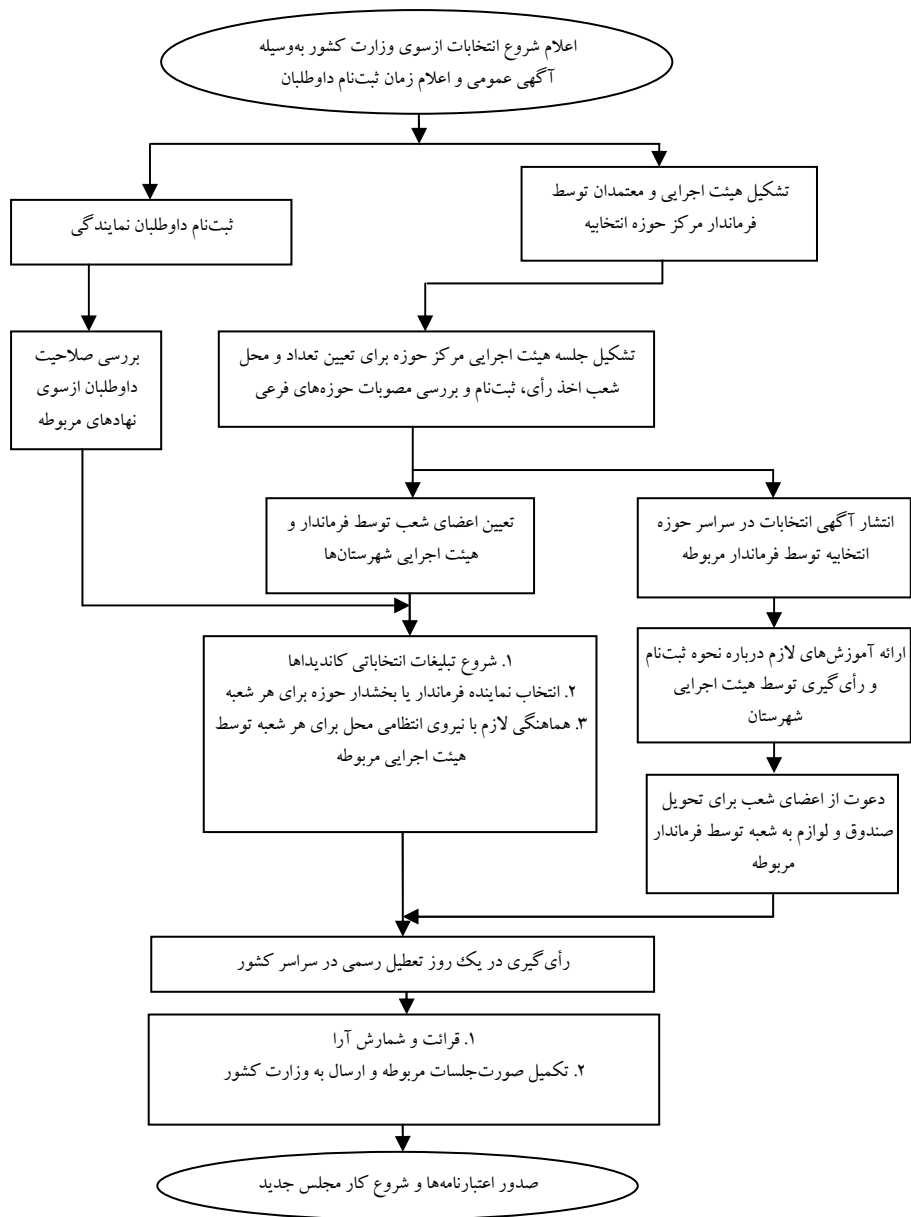 اعلام شروع انتخابات ازسوی وزارت کشور به‌وسیله
آگهی عمومی و اعلام زمان ثبت‌نام داوطلبان
تشکیل هیئت اجرایی و معتمدان توسط
فرماندار مرکز حوزه انتخابیه
ثبت‌نام داوطلبان نمایندگی
تشکیل جلسه هیئت اجرایی مرکز حوزه برای تعیین تعداد و محل
شعب اخذ رأی، ثبت‌نام و بررسی مصوبات حوزه‌های فرعی
بررسی صلاحیت
داوطلبان ازسوی
نهادهای مربوطه
انتشار آگهی انتخابات در سراسر حوزه
انتخابیه توسط فرماندار مربوطه
تعیین اعضای شعب توسط فرماندار و
هیئت اجرایی شهرستان‌ها
ارائه آموزش‌های لازم درباره نحوه ثبت‌نام
و رأی‌گیری توسط هیئت اجرایی
شهرستان
۱. شروع تبلیغات انتخاباتی کاندیداها
۲. انتخاب نماینده فرماندار یا بخشدار حوزه برای هر شعبه
۳. هماهنگی لازم با نیروی انتظامی محل برای هر شعبه توسط
هیئت اجرایی مربوطه
دعوت از اعضای شعب برای تحویل
صندوق و لوازم به شعبه توسط فرماندار
مربوطه
رأی‌گیری در یک روز تعطیل رسمی در سراسر کشور
۱. قرائت و شمارش آرا
۲. تکمیل صورت‌جلسات مربوطه و ارسال به وزارت کشور
صدور اعتبارنامه‌ها و شروع کار مجلس جدید